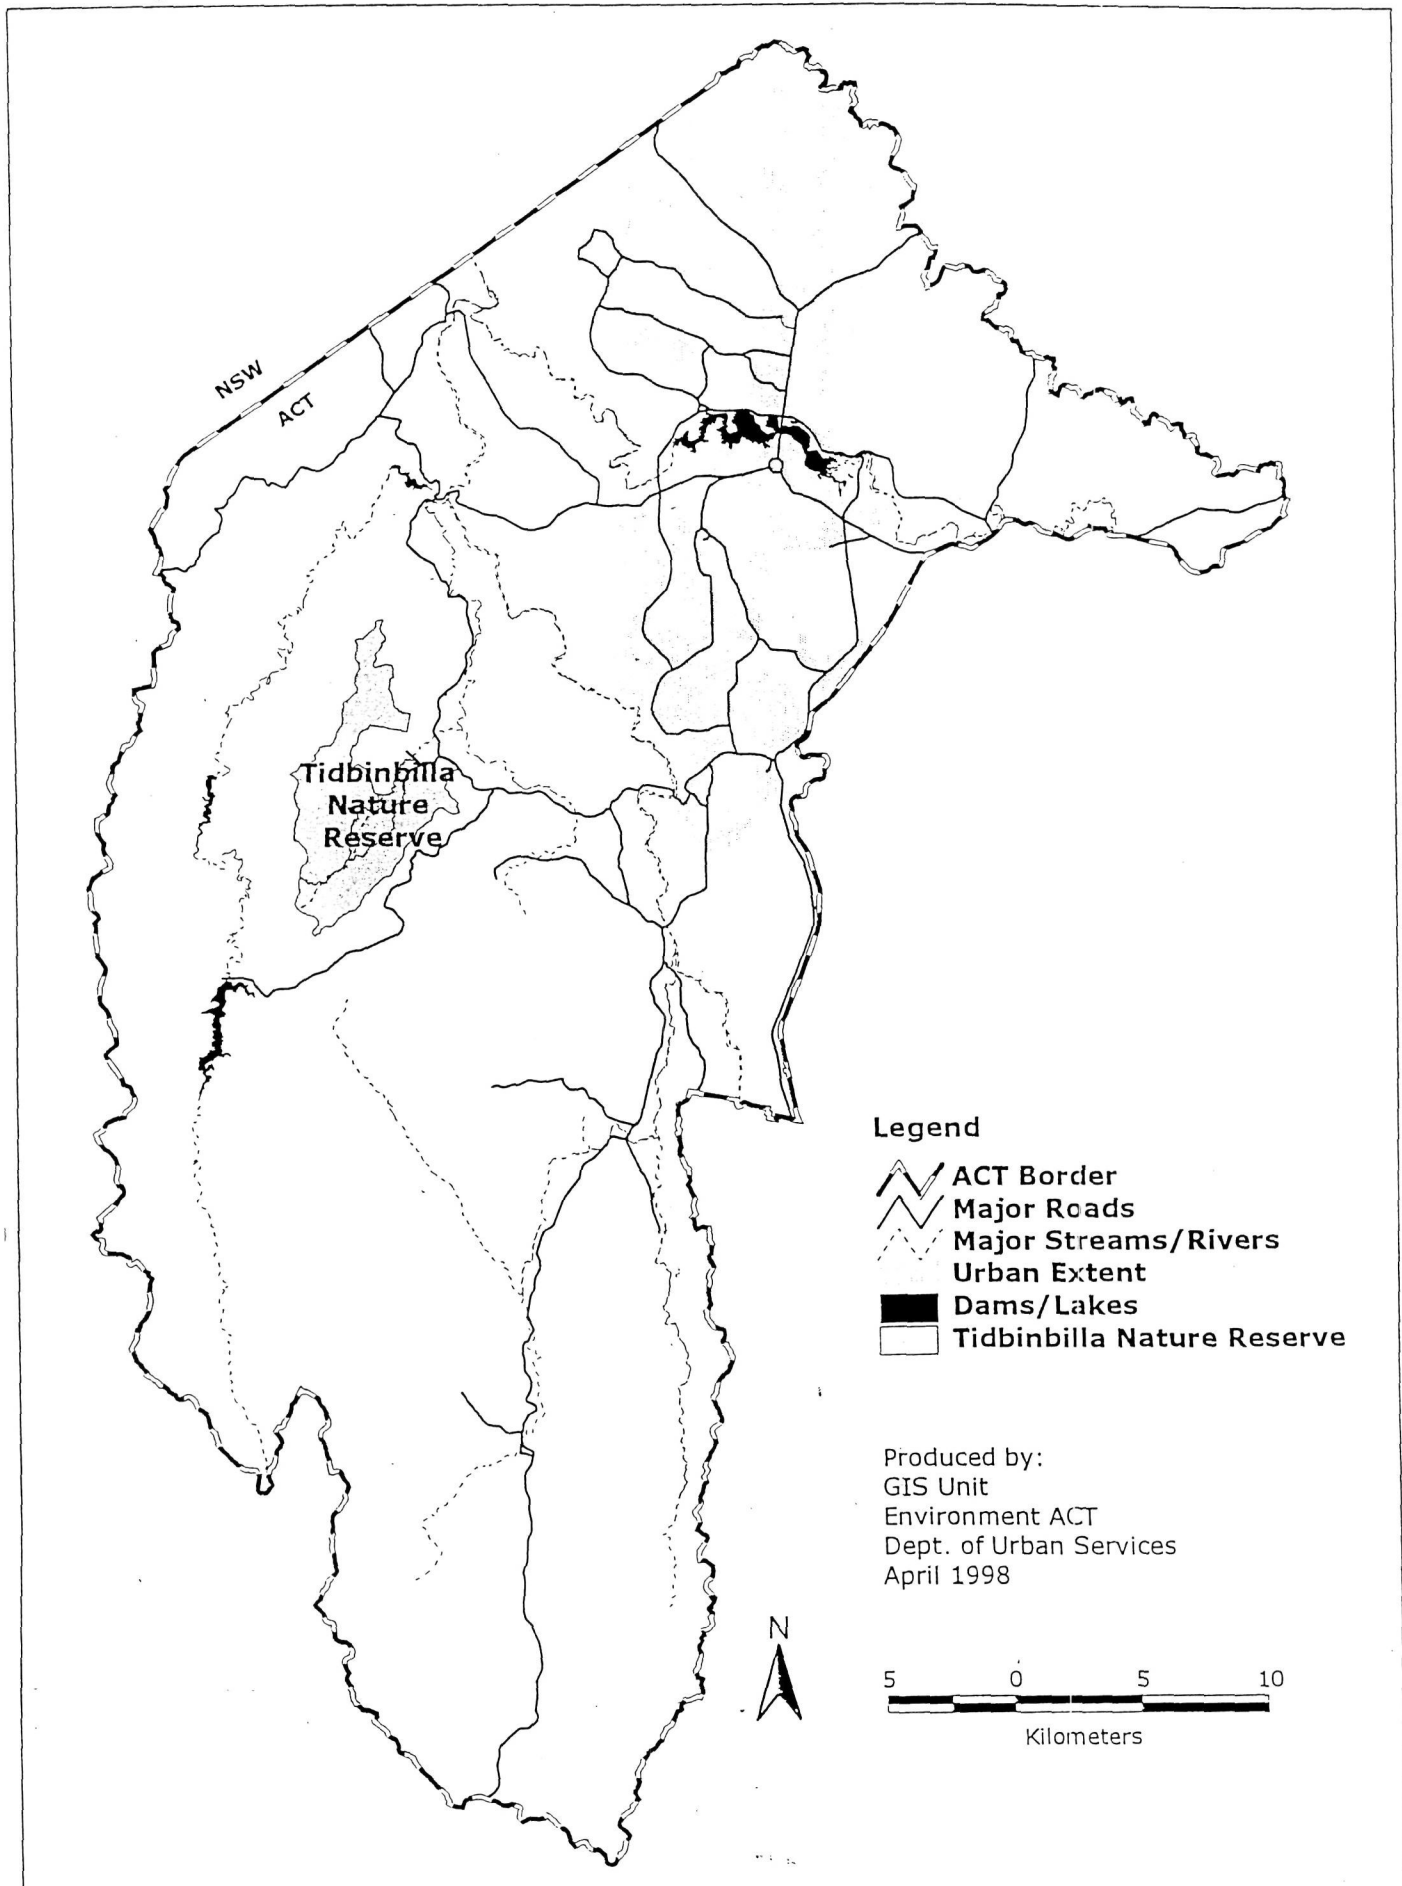 NSW
ACT
Tidbinbilla
Nature
Reserve
Legend
ACT Border
Major Roads
Major Streams/Rivers
Urban Extent
Dams/Lakes
Tidbinbilla Nature Reserve
Produced by:
GIS Unit
Environment ACT
Dept. of Urban Services
April 1998
N
5 0 5 10
Kilometers